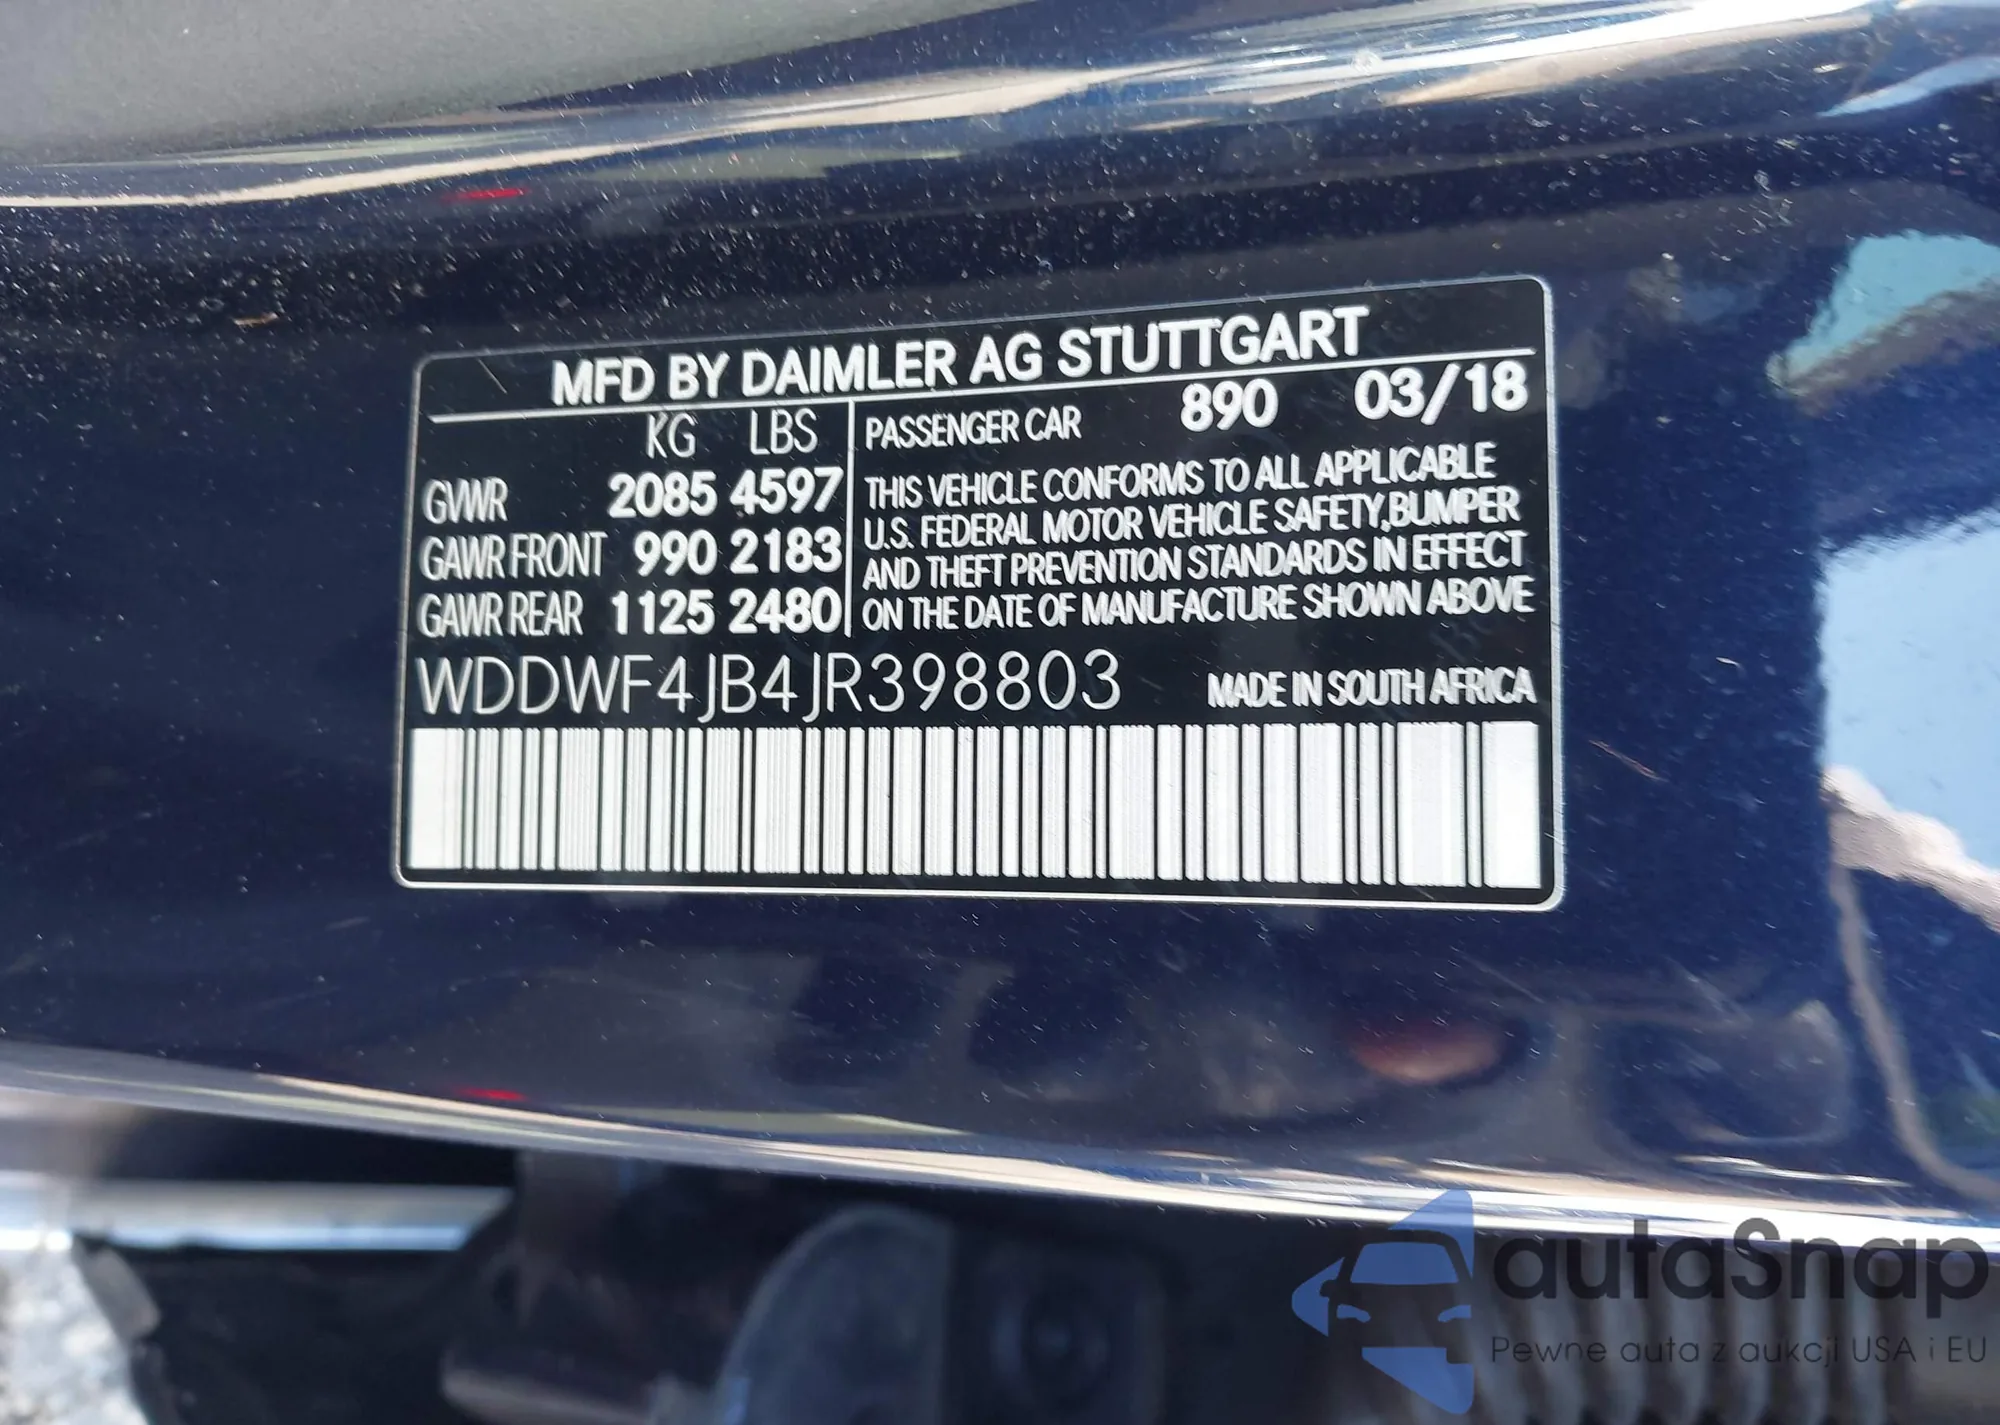 MFD BY DAIMLER AG STUTTGART
KG LBS
GVWR 2085 4597
GAWR FRONT 990 2183
GAWR REAR 1125 2480
PASSENGER CAR 890 03/18
THIS VEHICLE CONFORMS TO ALL APPLICABLE
U.S. FEDERAL MOTOR VEHICLE SAFETY,BUMPER
AND THEFT PREVENTION STANDARDS IN EFFECT
ON THE DATE OF MANUFACTURE SHOWN ABOVE
WDDWF4JB4JR398803 MADE IN SOUTH AFRICA
autaSnap
Pewne auta z aukcji USA i EU